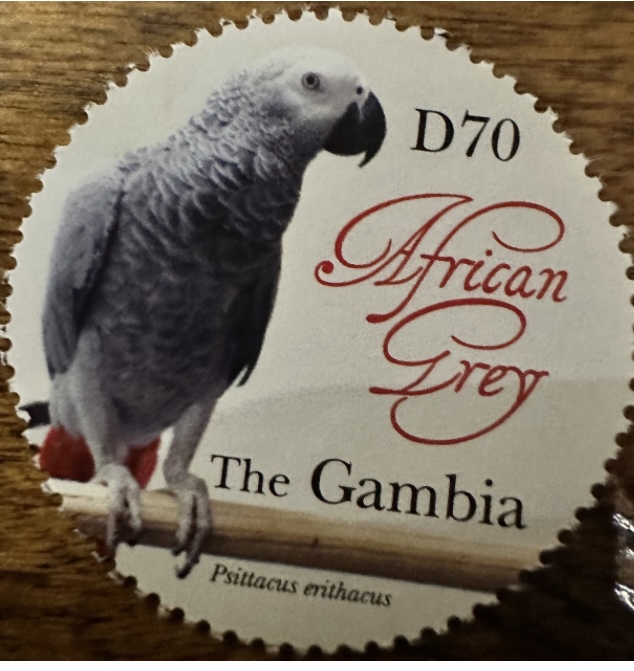 D70
African
Grey
The Gambia
Psittacus erithacus